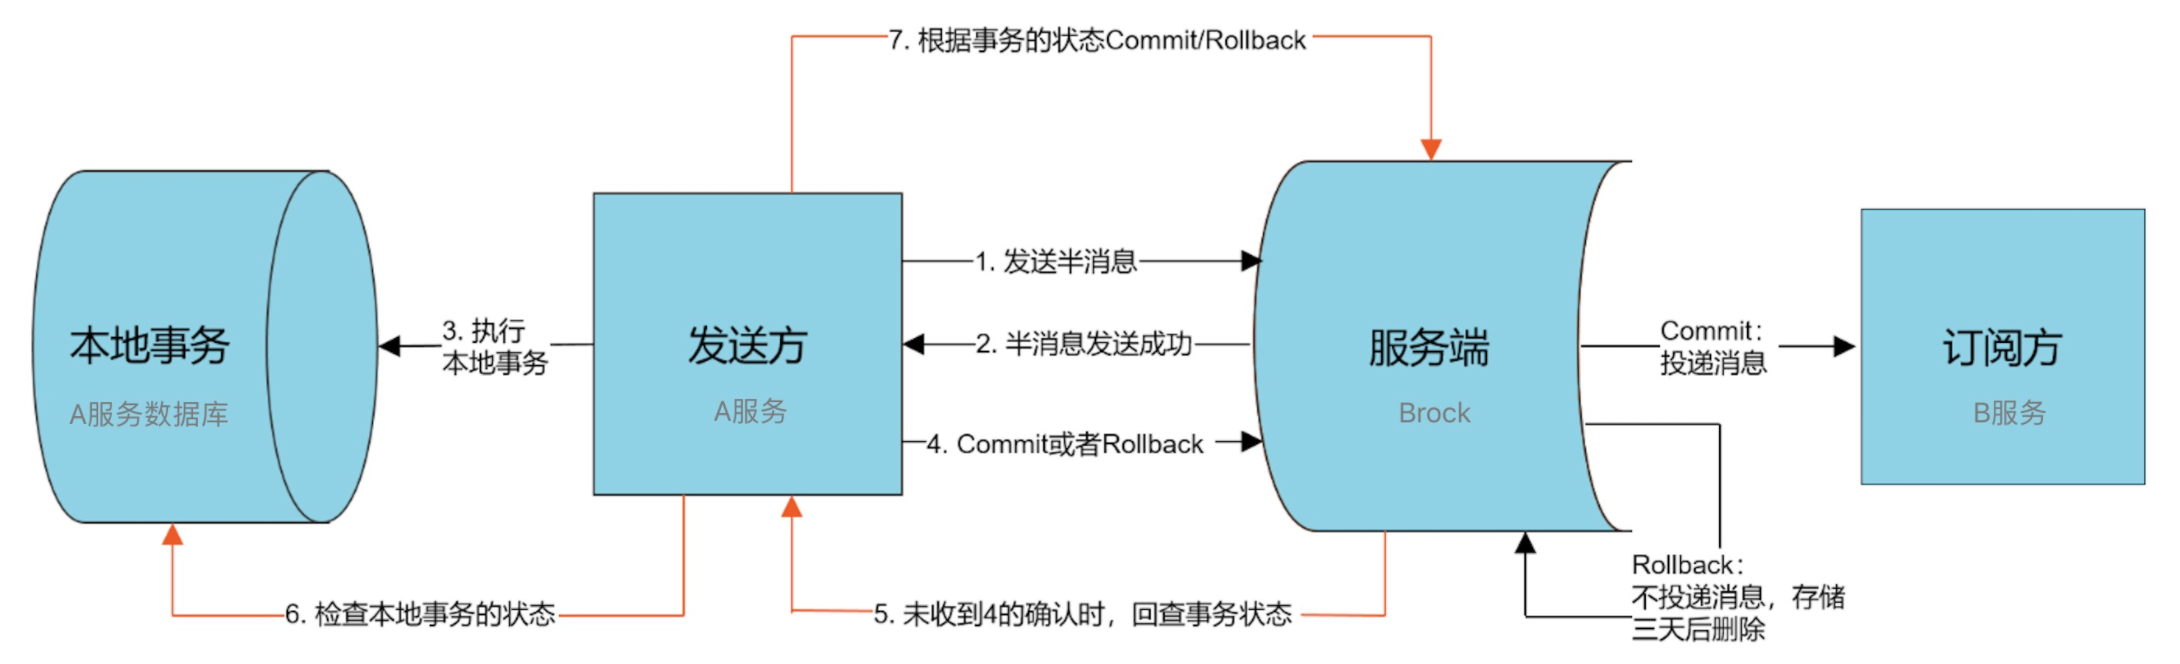 7. 根据事务的状态Commit/Rollback
1. 发送半消息
本地事务
A服务数据库
3. 执行
本地事务
发送方
A服务
2. 半消息发送成功
服务端
Brock
Commit：
投递消息
订阅方
B服务
4. Commit或者Rollback
Rollback：
不投递消息，存储
三天后删除
6. 检查本地事务的状态
5. 未收到4的确认时，回查事务状态